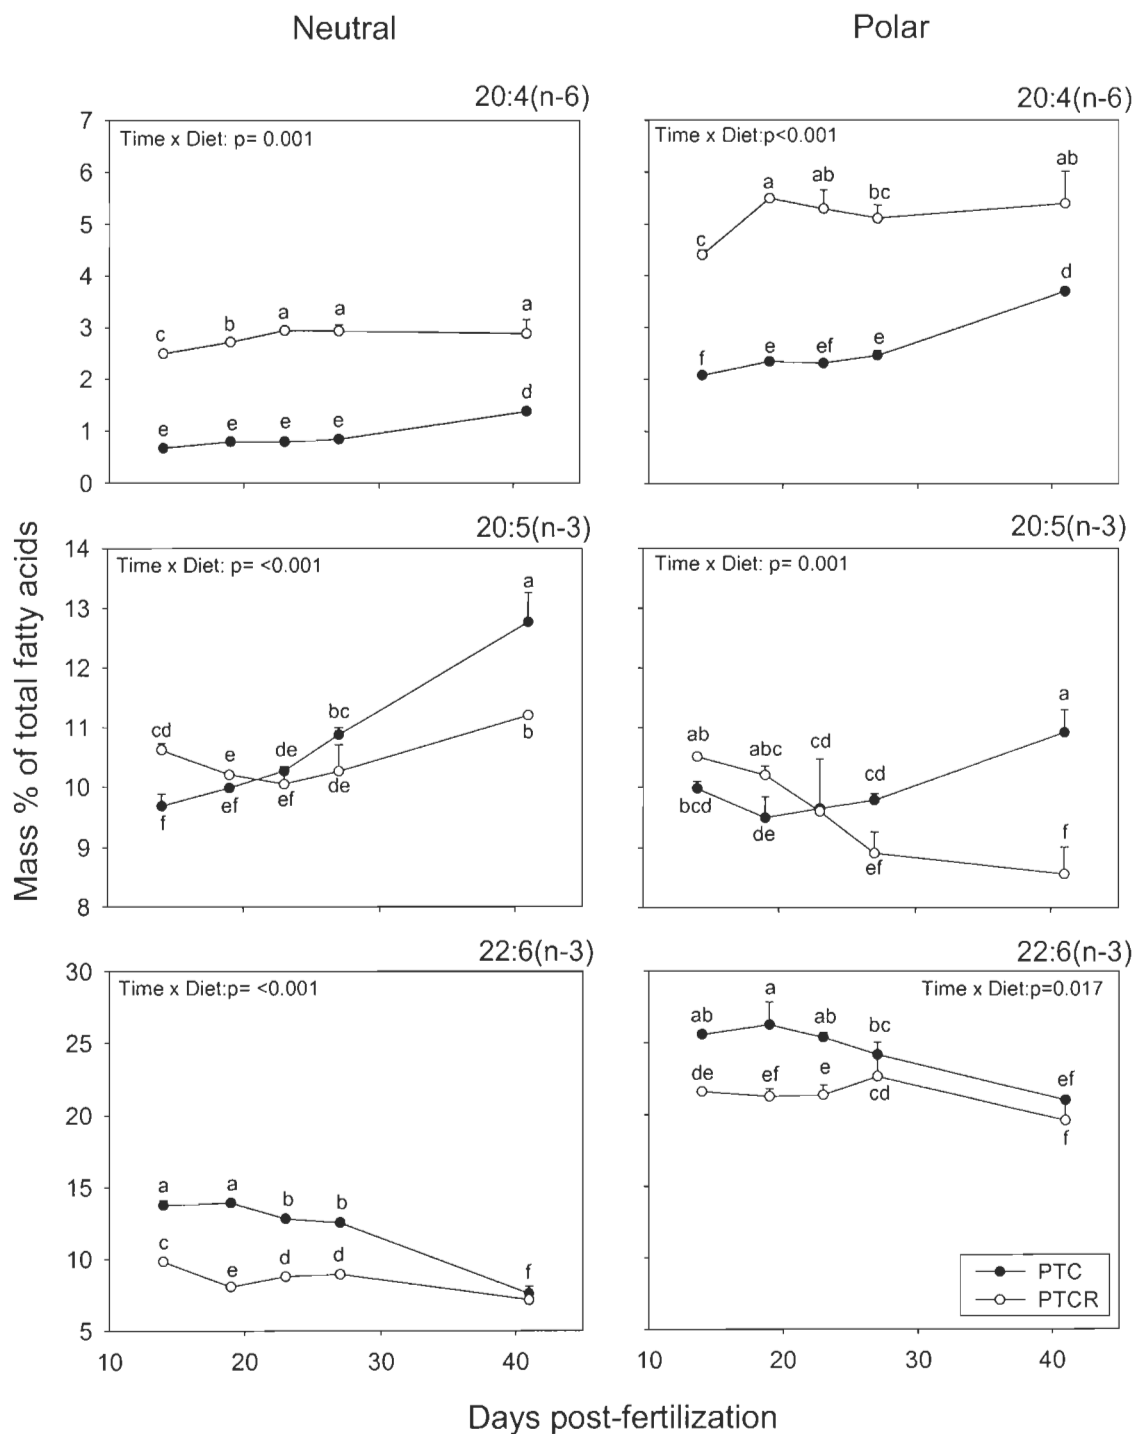 Neutral
Polar
20:4(n-6)
20:4(n-6)
Time x Diet: p= 0.001
Time x Diet:p<0.001
7
6
5
4
3
2
1
0
c
b
a
a
a
e
e
e
e
d
c
a
ab
bc
ab
f
e
ef
e
d
20:5(n-3)
20:5(n-3)
Time x Diet: p= <0.001
Time x Diet: p= 0.001
14
13
12
11
10
9
8
cd
e
de
bc
a
f
ef
ef
de
b
ab
abc
cd
cd
a
bcd
de
ef
f
Mass % of total fatty acids
22:6(n-3)
22:6(n-3)
Time x Diet:p= <0.001
Time x Diet:p=0.017
30
25
20
15
10
5
a
a
b
b
f
c
e
d
d
ab
a
ab
bc
ef
de
ef
e
cd
f
PTC
PTCR
10
20
30
40
10
20
30
40
Days post-fertilization